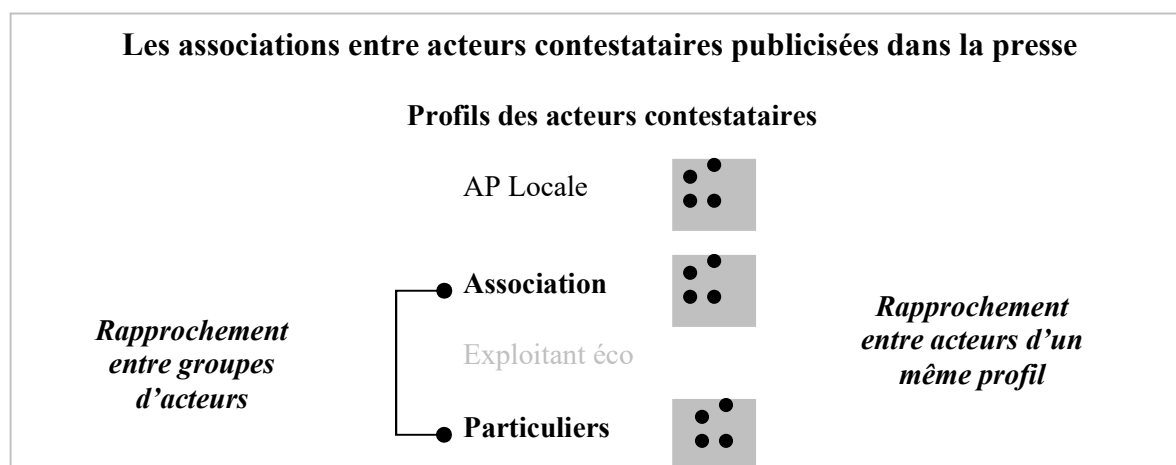 Les associations entre acteurs contestataires publicisées dans la presse
Profils des acteurs contestataires
AP Locale
Association
Rapprochement
entre groupes
d’acteurs
Exploitant éco
Rapprochement
entre acteurs d’un
même profil
Particuliers